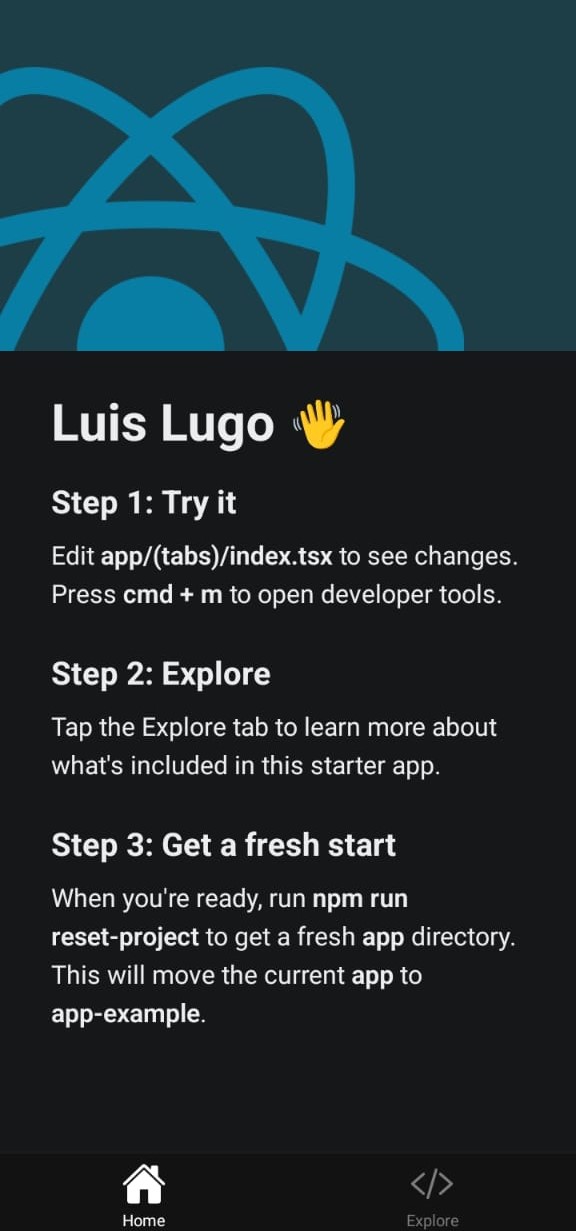 Luis Lugo 👋
Step 1: Try it
Edit app/(tabs)/index.tsx to see changes.
Press cmd + m to open developer tools.
Step 2: Explore
Tap the Explore tab to learn more about
what's included in this starter app.
Step 3: Get a fresh start
When you're ready, run npm run
reset-project to get a fresh app directory.
This will move the current app to
app-example.
Home
Explore